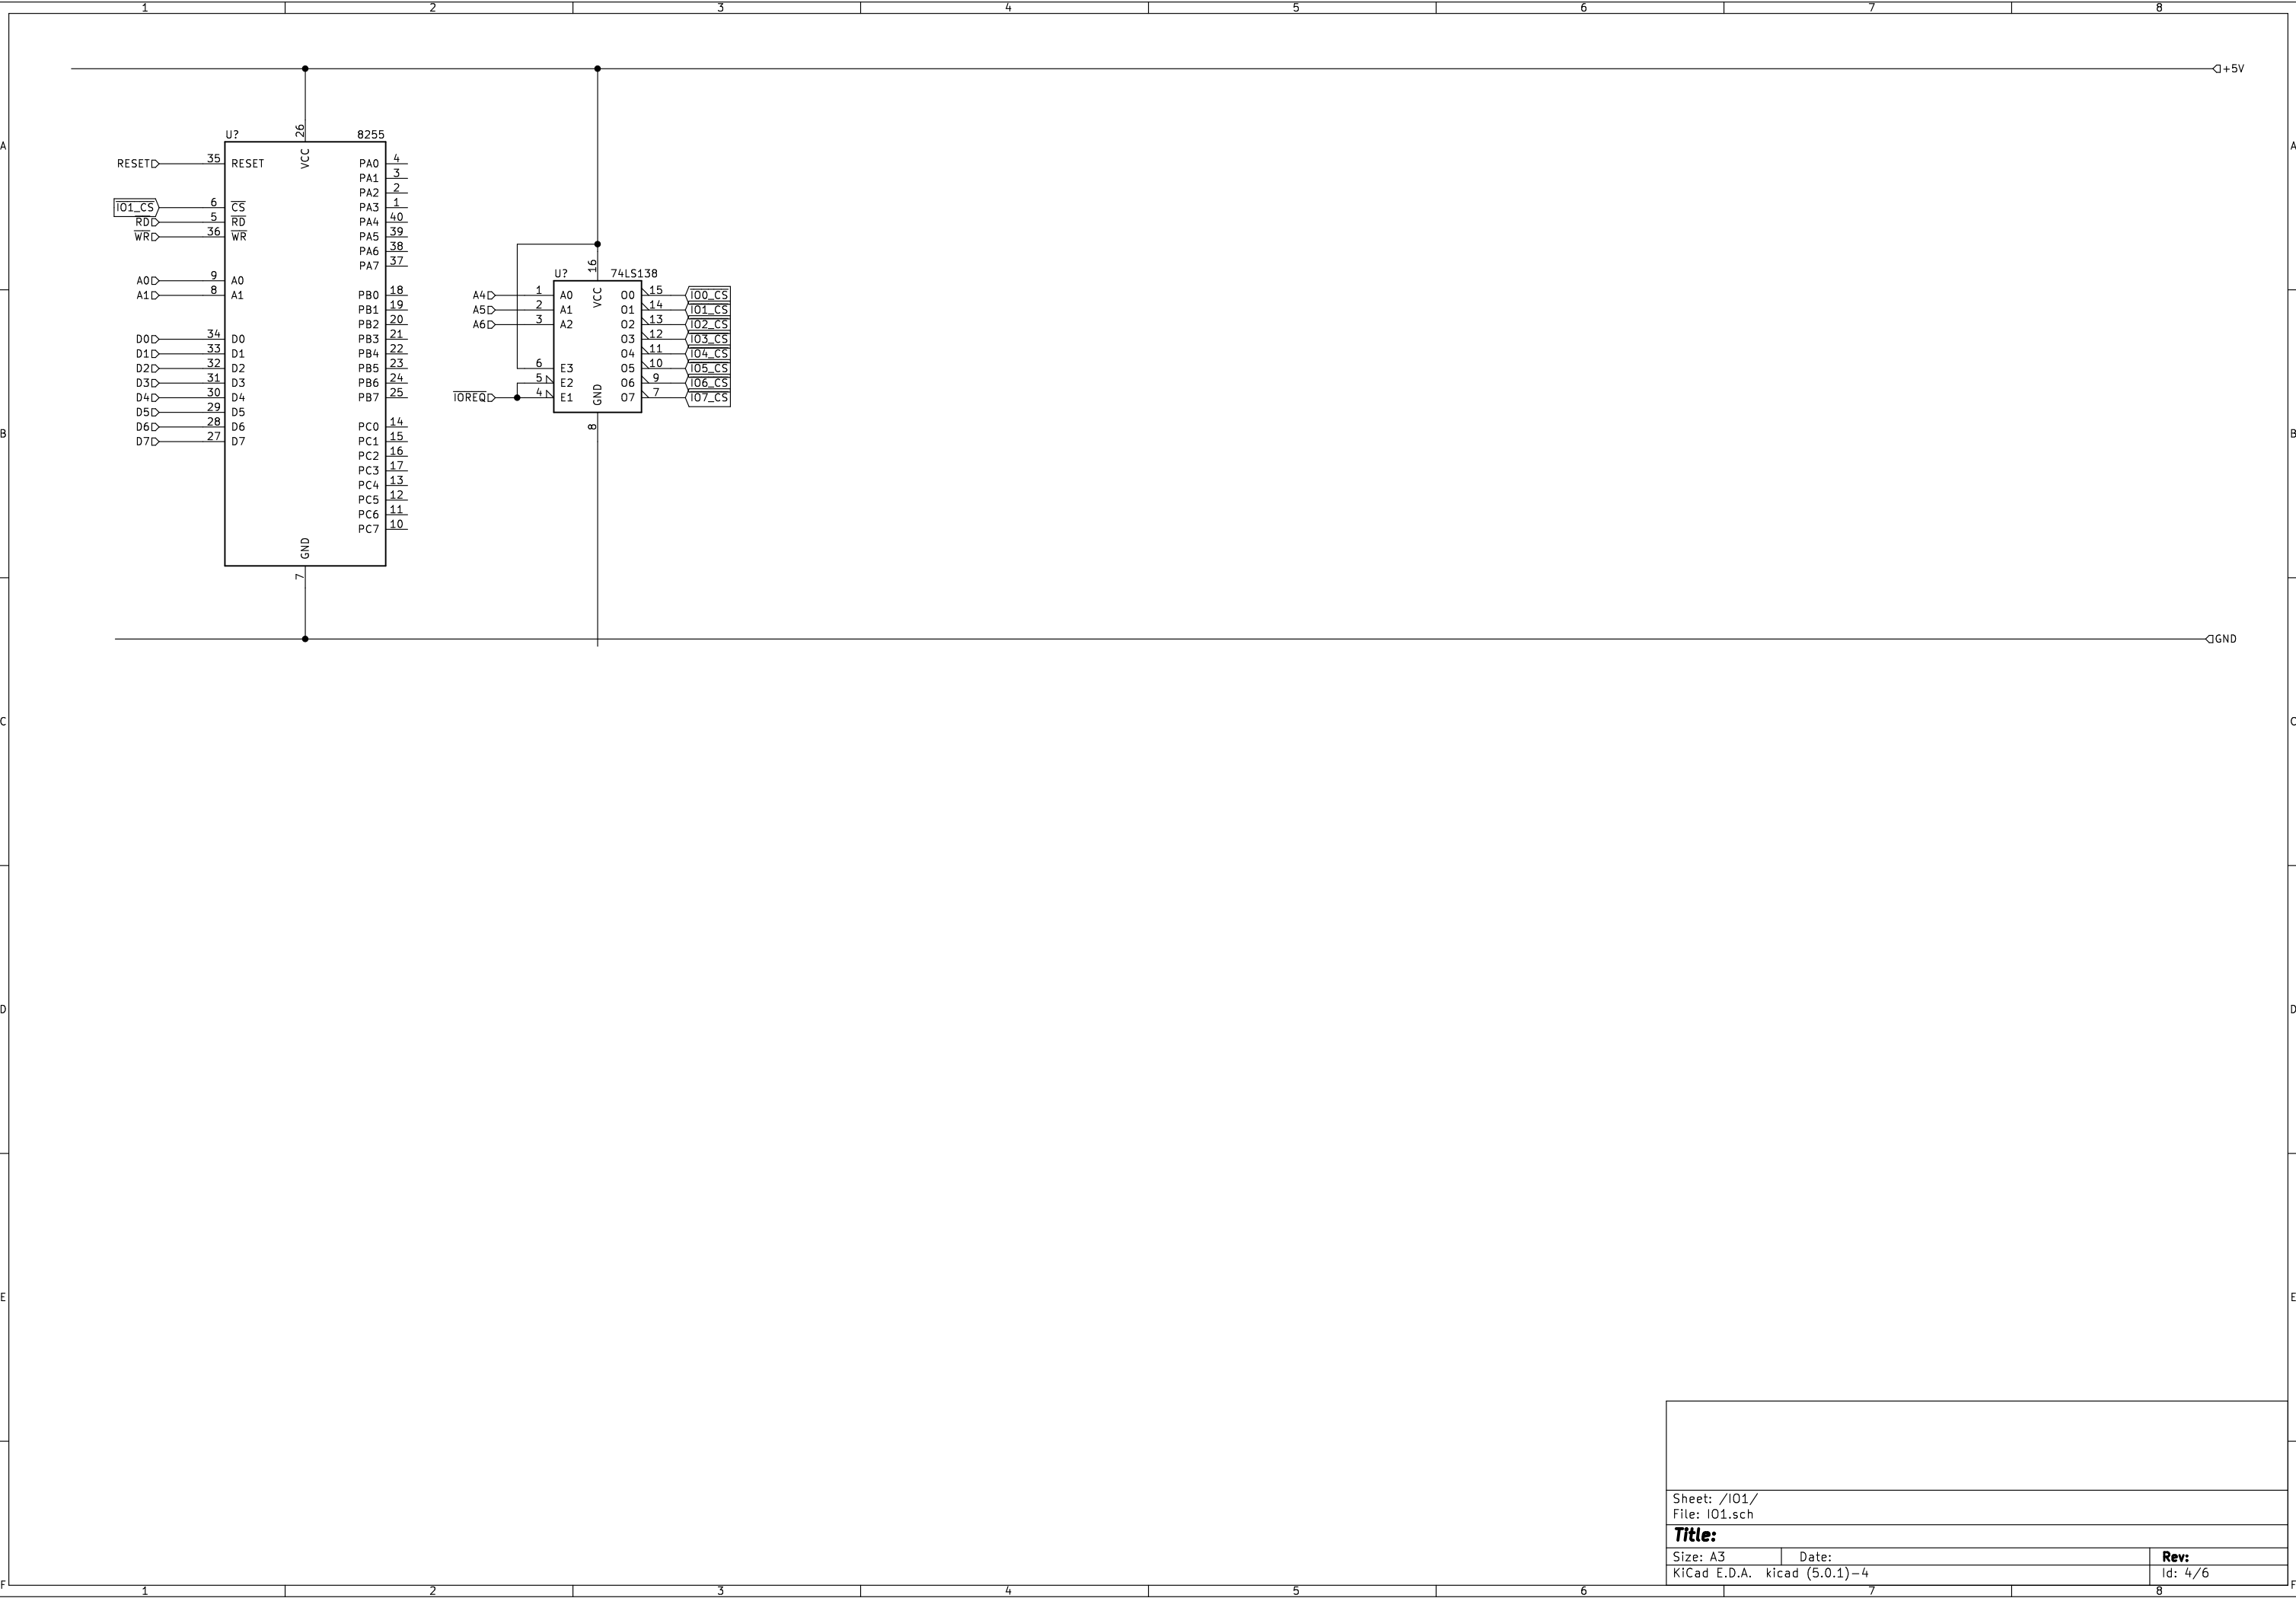 1 2 3 4 5 6 7 8
+5V
A A
U? 8255
26
VCC
RESET 35 RESET PA0 4
PA1 3
PA2 2
IO1_CS 6 CS PA3 1
RD 5 RD PA4 40
WR 36 WR PA5 39
PA6 38
PA7 37
A0 9 A0
A1 8 A1 PB0 18
PB1 19
PB2 20
D0 34 D0 PB3 21
D1 33 D1 PB4 22
D2 32 D2 PB5 23
D3 31 D3 PB6 24
D4 30 D4 PB7 25
D5 29 D5
D6 28 D6 PC0 14
D7 27 D7 PC1 15
PC2 16
PC3 17
PC4 13
PC5 12
PC6 11
PC7 10
GND
7
U? 74LS138
16
VCC
A4 1 A0 O0 15 IO0_CS
A5 2 A1 O1 14 IO1_CS
A6 3 A2 O2 13 IO2_CS
O3 12 IO3_CS
O4 11 IO4_CS
6 E3 O5 10 IO5_CS
5 E2 O6 9 IO6_CS
IOREQ 4 E1 O7 7 IO7_CS
GND
8
B B
GND
C C
D D
E E
Sheet: /IO1/
File: IO1.sch
Title:
Size: A3 Date: Rev:
KiCad E.D.A. kicad (5.0.1)-4 Id: 4/6
F F
1 2 3 4 5 6 7 8